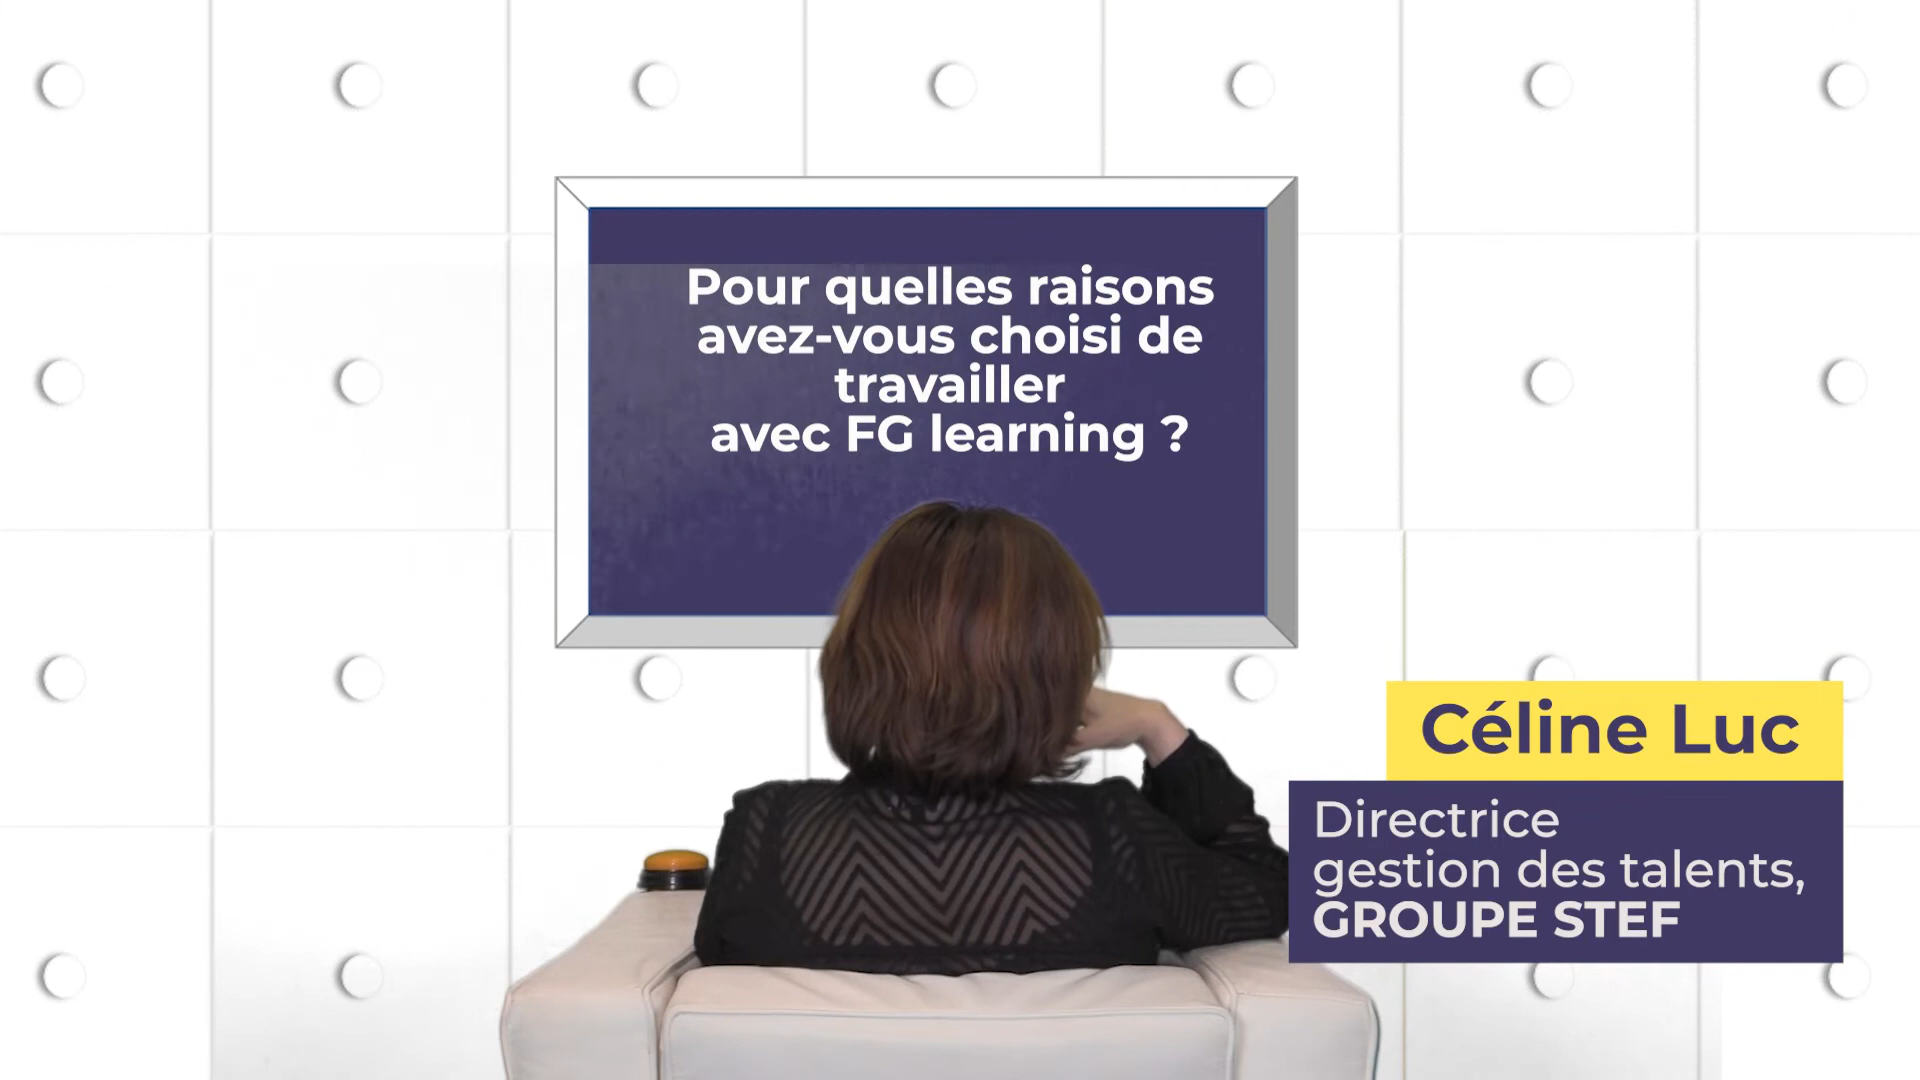 Pour quelles raisons
avez-vous choisi de
travailler
avec FG learning ?
Céline Luc
Directrice
gestion des talents,
GROUPE STEF